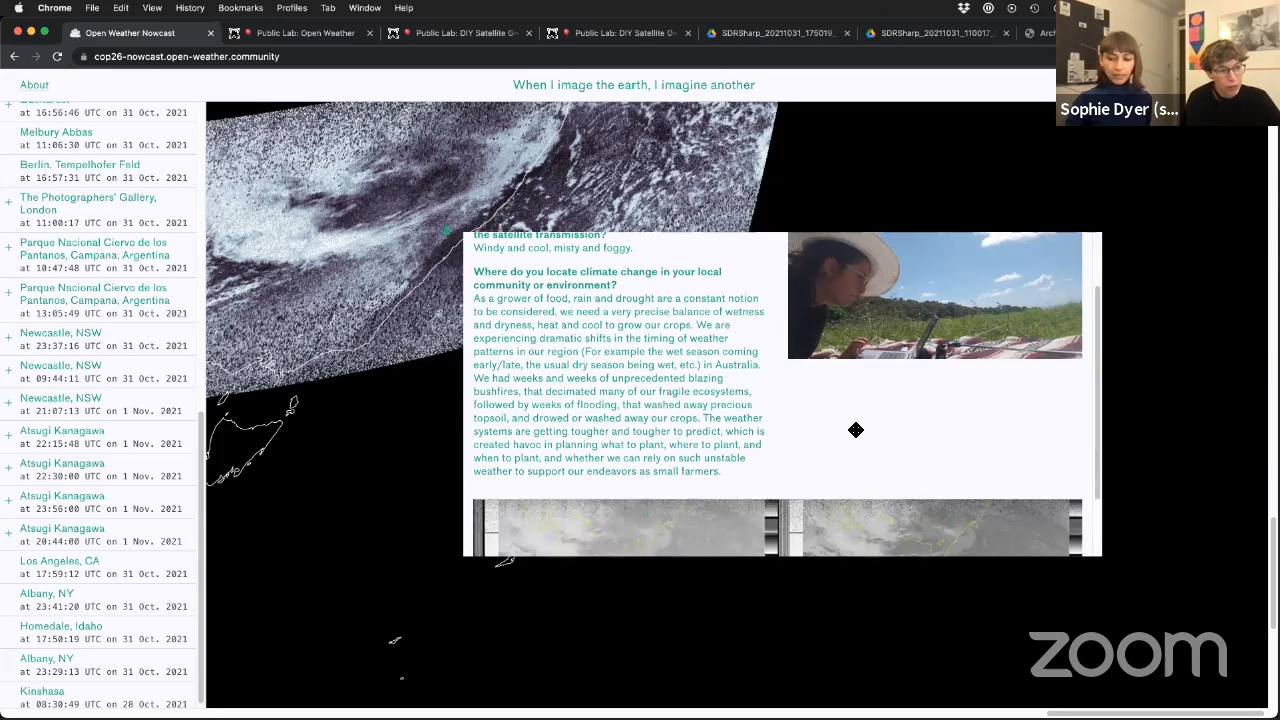 Chrome File Edit View History Bookmarks Profiles Tab Window Help
Open Weather Nowcast
Public Lab: Open Weather
Public Lab: DIY Satellite Gr
Public Lab: DIY Satellite Gr
SDRSharp_20211031_175019_
SDRSharp_20211031_110017_
Arch
cop26-nowcast.open-weather.community
About
When I image the earth, I imagine another
Sophie Dyer (s...
at 16:56:46 UTC on 31 Oct. 2021
Melbury Abbas
at 11:06:30 UTC on 31 Oct. 2021
Berlin. Tempelhofer Feld
at 16:57:31 UTC on 31 Oct. 2021
The Photographers' Gallery,
London
at 11:00:17 UTC on 31 Oct. 2021
Parque Nacional Ciervo de los
Pantanos, Campana, Argentina
at 10:47:48 UTC on 31 Oct. 2021
Parque Nacional Ciervo de los
Pantanos, Campana, Argentina
at 13:05:49 UTC on 31 Oct. 2021
Newcastle, NSW
at 23:37:16 UTC on 31 Oct. 2021
Newcastle, NSW
at 09:44:11 UTC on 31 Oct. 2021
Newcastle, NSW
at 21:07:13 UTC on 1 Nov. 2021
Atsugi Kanagawa
at 22:15:48 UTC on 1 Nov. 2021
Atsugi Kanagawa
at 22:30:00 UTC on 1 Nov. 2021
Atsugi Kanagawa
at 23:56:00 UTC on 1 Nov. 2021
Atsugi Kanagawa
at 20:44:00 UTC on 1 Nov. 2021
Los Angeles, CA
at 17:59:12 UTC on 31 Oct. 2021
Albany, NY
at 23:41:20 UTC on 31 Oct. 2021
Homedale, Idaho
at 17:50:19 UTC on 31 Oct. 2021
Albany, NY
at 23:29:13 UTC on 31 Oct. 2021
Kinshasa
at 08:30:49 UTC on 28 Oct. 2021
the satellite transmission?
Windy and cool, misty and foggy.
Where do you locate climate change in your local
community or environment?
As a grower of food, rain and drought are a constant notion
to be considered, we need a very precise balance of wetness
and dryness, heat and cool to grow our crops. We are
experiencing dramatic shifts in the timing of weather
patterns in our region (For example the wet season coming
early/late, the usual dry season being wet, etc.) in Australia.
We had weeks and weeks of unprecedented blazing
bushfires, that decimated many of our fragile ecosystems,
followed by weeks of flooding, that washed away precious
topsoil, and drowed or washed away our crops. The weather
systems are getting tougher and tougher to predict, which is
created havoc in planning what to plant, where to plant, and
when to plant, and whether we can rely on such unstable
weather to support our endeavors as small farmers.
zoom